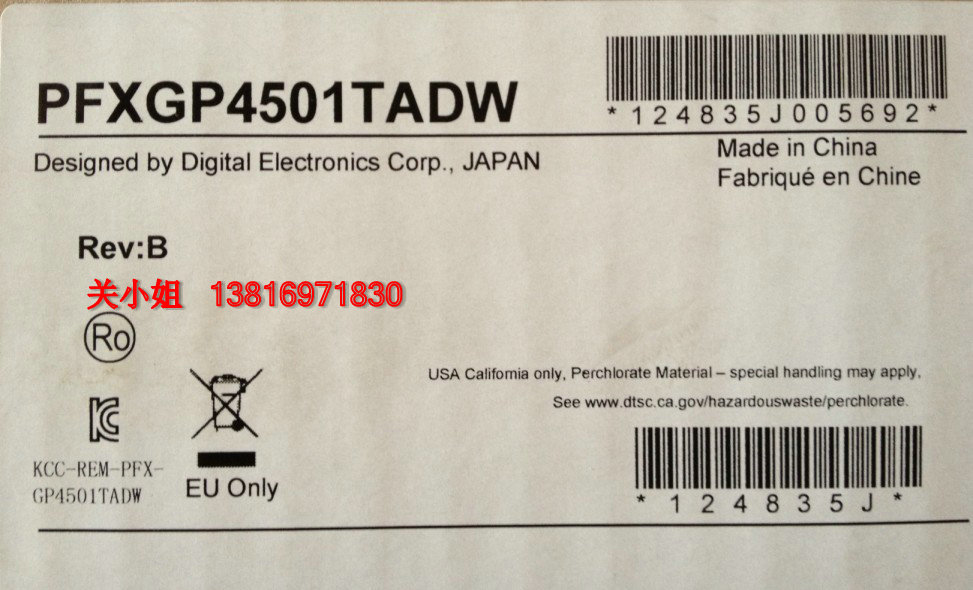 PFXGP4501TADW
*124835J005692*
Designed by Digital Electronics Corp., JAPAN
Made in China
Fabriqué en Chine
Rev:B
关小姐 13816971830
Ro
USA California only, Perchlorate Material – special handling may apply.
See www.dtsc.ca.gov/hazardouswaste/perchlorate.
KCC-REM-PFX-
GP4501TADW
EU Only
*124835J*